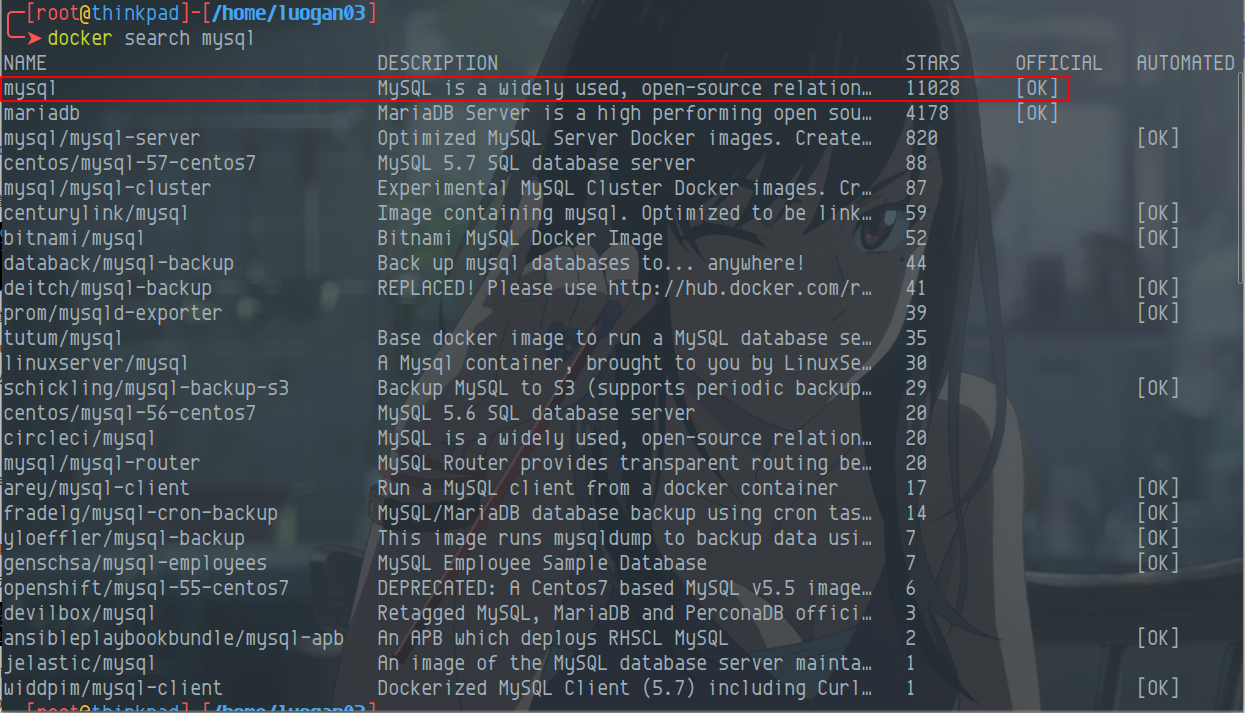 [root@thinkpad]-[/home/luogan03]
docker search mysql
NAME DESCRIPTION STARS OFFICIAL AUTOMATED
mysql MySQL is a widely used, open-source relation… 11028 [OK]
mariadb MariaDB Server is a high performing open sou… 4178 [OK]
mysql/mysql-server Optimized MySQL Server Docker images. Create… 820 [OK]
centos/mysql-57-centos7 MySQL 5.7 SQL database server 88
mysql/mysql-cluster Experimental MySQL Cluster Docker images. Cr… 87
centurylink/mysql Image containing mysql. Optimized to be link… 59 [OK]
bitnami/mysql Bitnami MySQL Docker Image 52 [OK]
databack/mysql-backup Back up mysql databases to... anywhere! 44
deitch/mysql-backup REPLACED! Please use http://hub.docker.com/r… 41 [OK]
prom/mysqld-exporter 39 [OK]
tutum/mysql Base docker image to run a MySQL database se… 35
linuxserver/mysql A Mysql container, brought to you by LinuxSe… 30
schickling/mysql-backup-s3 Backup MySQL to S3 (supports periodic backup… 29 [OK]
centos/mysql-56-centos7 MySQL 5.6 SQL database server 20
circleci/mysql MySQL is a widely used, open-source relation… 20
mysql/mysql-router MySQL Router provides transparent routing be… 20
arey/mysql-client Run a MySQL client from a docker container 17 [OK]
fradelg/mysql-cron-backup MySQL/MariaDB database backup using cron tas… 14 [OK]
yloeffler/mysql-backup This image runs mysqldump to backup data usi… 7 [OK]
genschsa/mysql-employees MySQL Employee Sample Database 7 [OK]
openshift/mysql-55-centos7 DEPRECATED: A Centos7 based MySQL v5.5 image… 6
devilbox/mysql Retagged MySQL, MariaDB and PerconaDB offici… 3
ansibleplaybookbundle/mysql-apb An APB which deploys RHSCL MySQL 2 [OK]
jelastic/mysql An image of the MySQL database server mainta… 1
widdpim/mysql-client Dockerized MySQL Client (5.7) including Curl… 1 [OK]
[root@thinkpad]-[/home/luogan03]